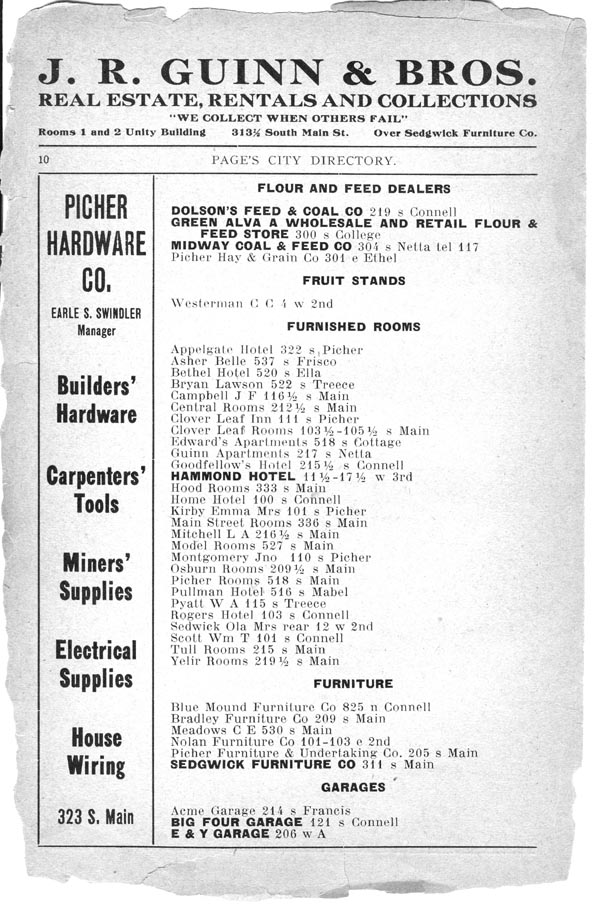 J. R. GUINN & BROS.
REAL ESTATE, RENTALS AND COLLECTIONS
"WE COLLECT WHEN OTHERS FAIL"
Rooms 1 and 2 Unity Building 313½ South Main St. Over Sedgwick Furniture Co.
10 PAGE'S CITY DIRECTORY.
PICHER
HARDWARE
CO.
EARLE S. SWINDLER
Manager
Builders'
Hardware
Carpenters'
Tools
Miners'
Supplies
Electrical
Supplies
House
Wiring
323 S. Main
FLOUR AND FEED DEALERS
DOLSON'S FEED & COAL CO 219 s Connell
GREEN ALVA A WHOLESALE AND RETAIL FLOUR &
FEED STORE 300 s College
MIDWAY COAL & FEED CO 304 s Netta tel 117
Picher Hay & Grain Co 301 e Ethel
FRUIT STANDS
Westerman C C 4 w 2nd
FURNISHED ROOMS
Appelgate Hotel 322 s Picher
Asher Belle 537 s Frisco
Bethel Hotel 520 s Ella
Bryan Lawson 522 s Treece
Campbell J F 116½ s Main
Central Rooms 212½ s Main
Clover Leaf Inn 111 s Picher
Clover Leaf Rooms 103½-105½ s Main
Edward's Apartments 518 s Cottage
Guinn Apartments 217 s Netta
Goodfellow's Hotel 215½ s Connell
HAMMOND HOTEL 11½-17½ w 3rd
Hood Rooms 333 s Main
Home Hotel 100 s Connell
Kirby Emma Mrs 101 s Picher
Main Street Rooms 336 s Main
Mitchell L A 216½ s Main
Model Rooms 527 s Main
Montgomery Jno 110 s Picher
Osburn Rooms 209½ s Main
Picher Rooms 518 s Main
Pullman Hotel 516 s Mabel
Pyatt W A 115 s Treece
Rogers Hotel 103 s Connell
Sedwick Ola Mrs rear 12 w 2nd
Scott Wm T 101 s Connell
Tull Rooms 215 s Main
Yelir Rooms 219½ s Main
FURNITURE
Blue Mound Furniture Co 825 n Connell
Bradley Furniture Co 209 s Main
Meadows C E 530 s Main
Nolan Furniture Co 101-103 e 2nd
Picher Furniture & Undertaking Co. 205 s Main
SEDGWICK FURNITURE CO 311 s Main
GARAGES
Acme Garage 214 s Francis
BIG FOUR GARAGE 121 s Connell
E & Y GARAGE 206 w A